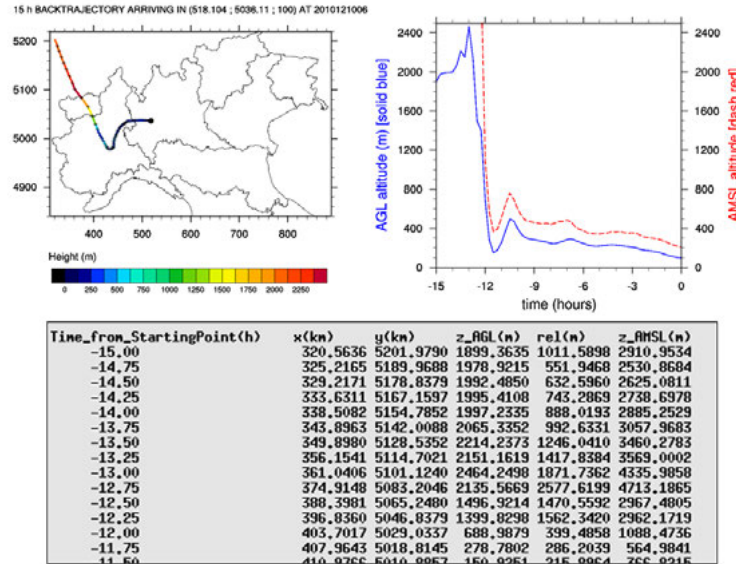 15 h BACKTRAJECTORY ARRIVING IN (518.104 ; 5036.11 ; 100) AT 2010121006
5200
5100
5000
4900
400 500 600 700 800
Height (m)
0 250 500 750 1000 1250 1500 1750 2000 2250
AGL altitude (m) [solid blue]
2400 2400
2000 2000
1600 1600
1200 1200
800 800
400 400
0 0
AMSL altitude [dash red]
-15 -12 -9 -6 -3 0
time (hours)
Time_from_StartingPoint(h) x(km) y(km) z_AGL(m) rel(m) z_AMSL(m)
-15.00 320.5636 5201.9790 1899.3635 1011.5898 2910.9534
-14.75 325.2165 5189.9688 1978.9215 551.9468 2530.8684
-14.50 329.2171 5178.8379 1992.4850 632.5960 2625.0811
-14.25 333.6311 5167.1597 1995.4108 743.2869 2738.6978
-14.00 338.5082 5154.7852 1997.2335 888.0193 2885.2529
-13.75 343.8963 5142.0088 2065.3352 992.6331 3057.9683
-13.50 349.8980 5128.5352 2214.2373 1246.0410 3460.2783
-13.25 356.1541 5114.7021 2151.1619 1417.8384 3569.0002
-13.00 361.0406 5101.1240 2464.2498 1871.7362 4335.9858
-12.75 374.9148 5083.2046 2135.5669 2577.6199 4713.1865
-12.50 388.3981 5065.2480 1496.9214 1470.5592 2967.4805
-12.25 396.8360 5046.8379 1399.8298 1562.3420 2962.1719
-12.00 403.7017 5029.0337 688.9879 399.4858 1088.4736
-11.75 407.9643 5018.8145 278.7802 286.2039 564.9841
-11.50